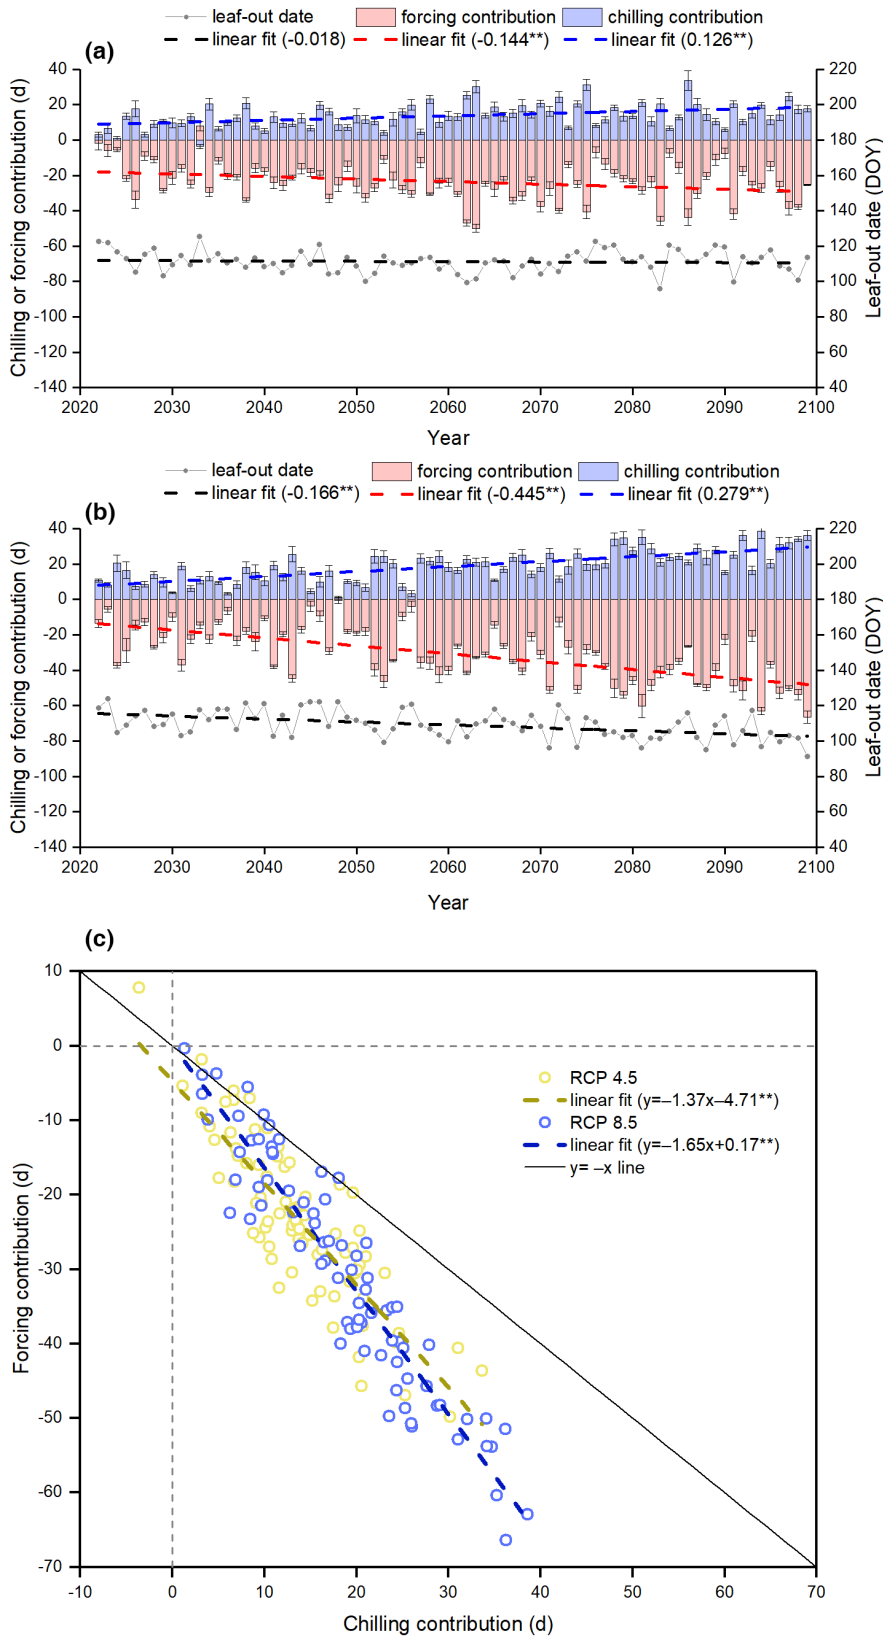 leaf-out date forcing contribution chilling contribution
(a) linear fit (-0.018) linear fit (-0.144**) linear fit (0.126**)
40 220
20 200
0 180
-20 160
-40 140
-60 120
-80 100
-100 80
-120 60
-140 40
Chilling or forcing contribution (d)
Leaf-out date (DOY)
2020 2030 2040 2050 2060 2070 2080 2090 2100
Year
leaf-out date forcing contribution chilling contribution
(b) linear fit (-0.166**) linear fit (-0.445**) linear fit (0.279**)
40 220
20 200
0 180
-20 160
-40 140
-60 120
-80 100
-100 80
-120 60
-140 40
Chilling or forcing contribution (d)
Leaf-out date (DOY)
2020 2030 2040 2050 2060 2070 2080 2090 2100
Year
(c)
10
0
-10
-20
-30
-40
-50
-60
-70
Forcing contribution (d)
RCP 4.5
linear fit (y=–1.37x–4.71**)
RCP 8.5
linear fit (y=–1.65x+0.17**)
y= –x line
-10 0 10 20 30 40 50 60 70
Chilling contribution (d)